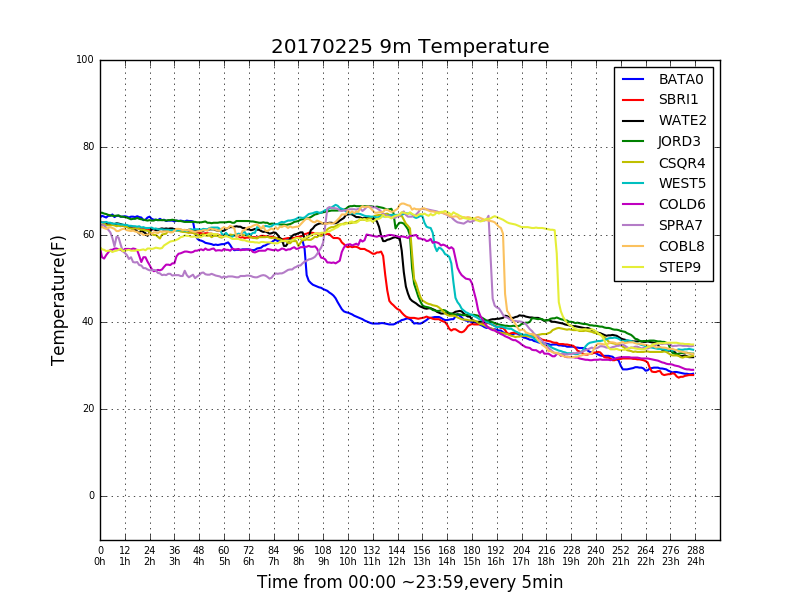 20170225 9m Temperature
100
80
60
40
20
0
Temperature(F)
BATA0
SBRI1
WATE2
JORD3
CSQR4
WEST5
COLD6
SPRA7
COBL8
STEP9
0 12 24 36 48 60 72 84 96 108 120 132 144 156 168 180 192 204 216 228 240 252 264 276 288
0h 1h 2h 3h 4h 5h 6h 7h 8h 9h 10h 11h 12h 13h 14h 15h 16h 17h 18h 19h 20h 21h 22h 23h 24h
Time from 00:00 ~23:59,every 5min